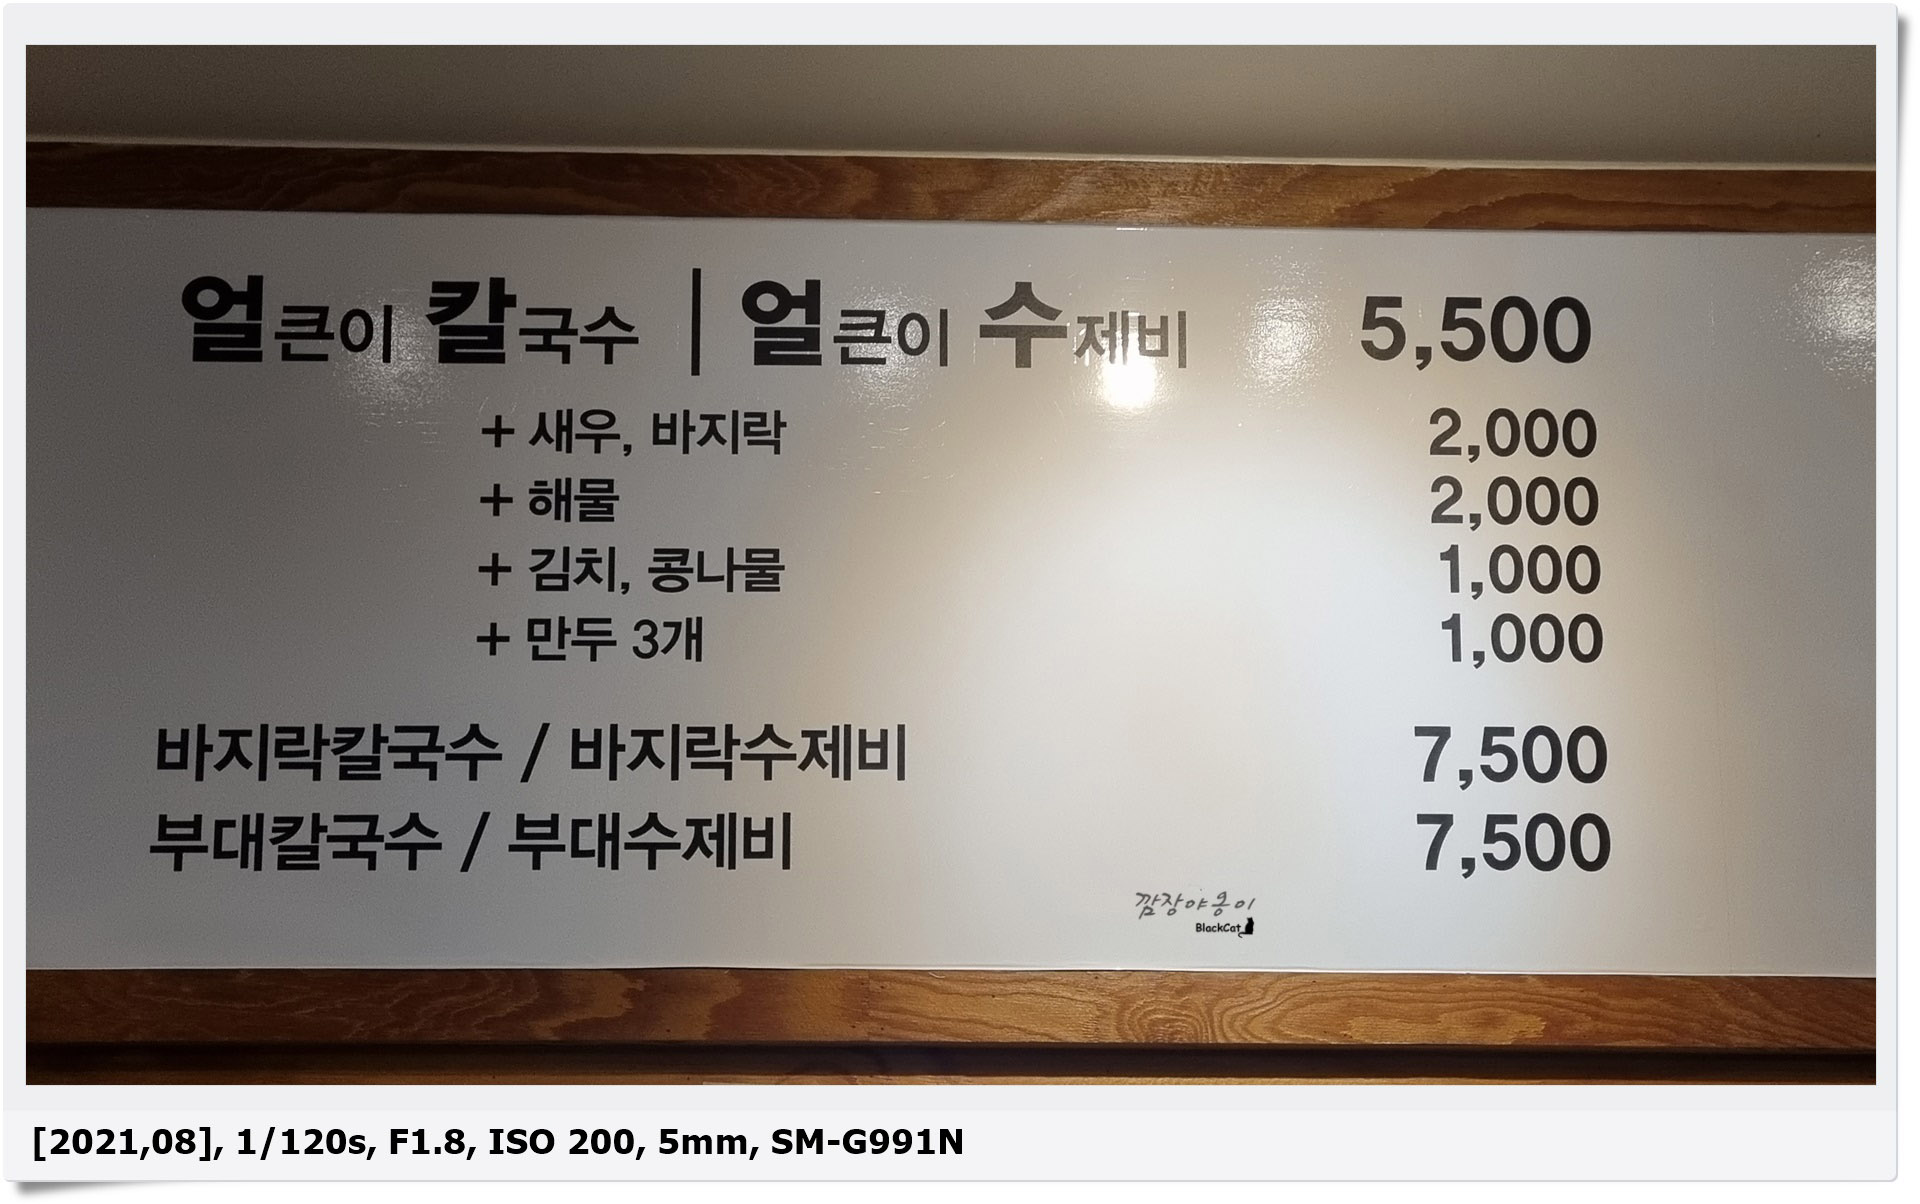 얼큰이 칼국수 | 얼큰이 수제비 5,500
+ 새우, 바지락 2,000
+ 해물 2,000
+ 김치, 콩나물 1,000
+ 만두 3개 1,000
바지락칼국수 / 바지락수제비 7,500
부대칼국수 / 부대수제비 7,500
깜장야옹이
BlackCat
[2021,08], 1/120s, F1.8, ISO 200, 5mm, SM-G991N